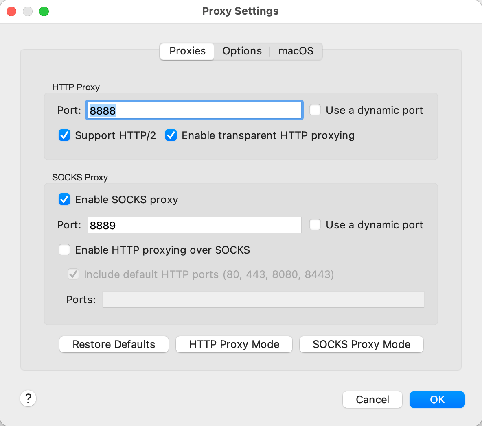 Proxy Settings
Proxies Options macOS
HTTP Proxy
Port: 8888 Use a dynamic port
Support HTTP/2 Enable transparent HTTP proxying
SOCKS Proxy
Enable SOCKS proxy
Port: 8889 Use a dynamic port
Enable HTTP proxying over SOCKS
Include default HTTP ports (80, 443, 8080, 8443)
Ports:
Restore Defaults HTTP Proxy Mode SOCKS Proxy Mode
? Cancel OK